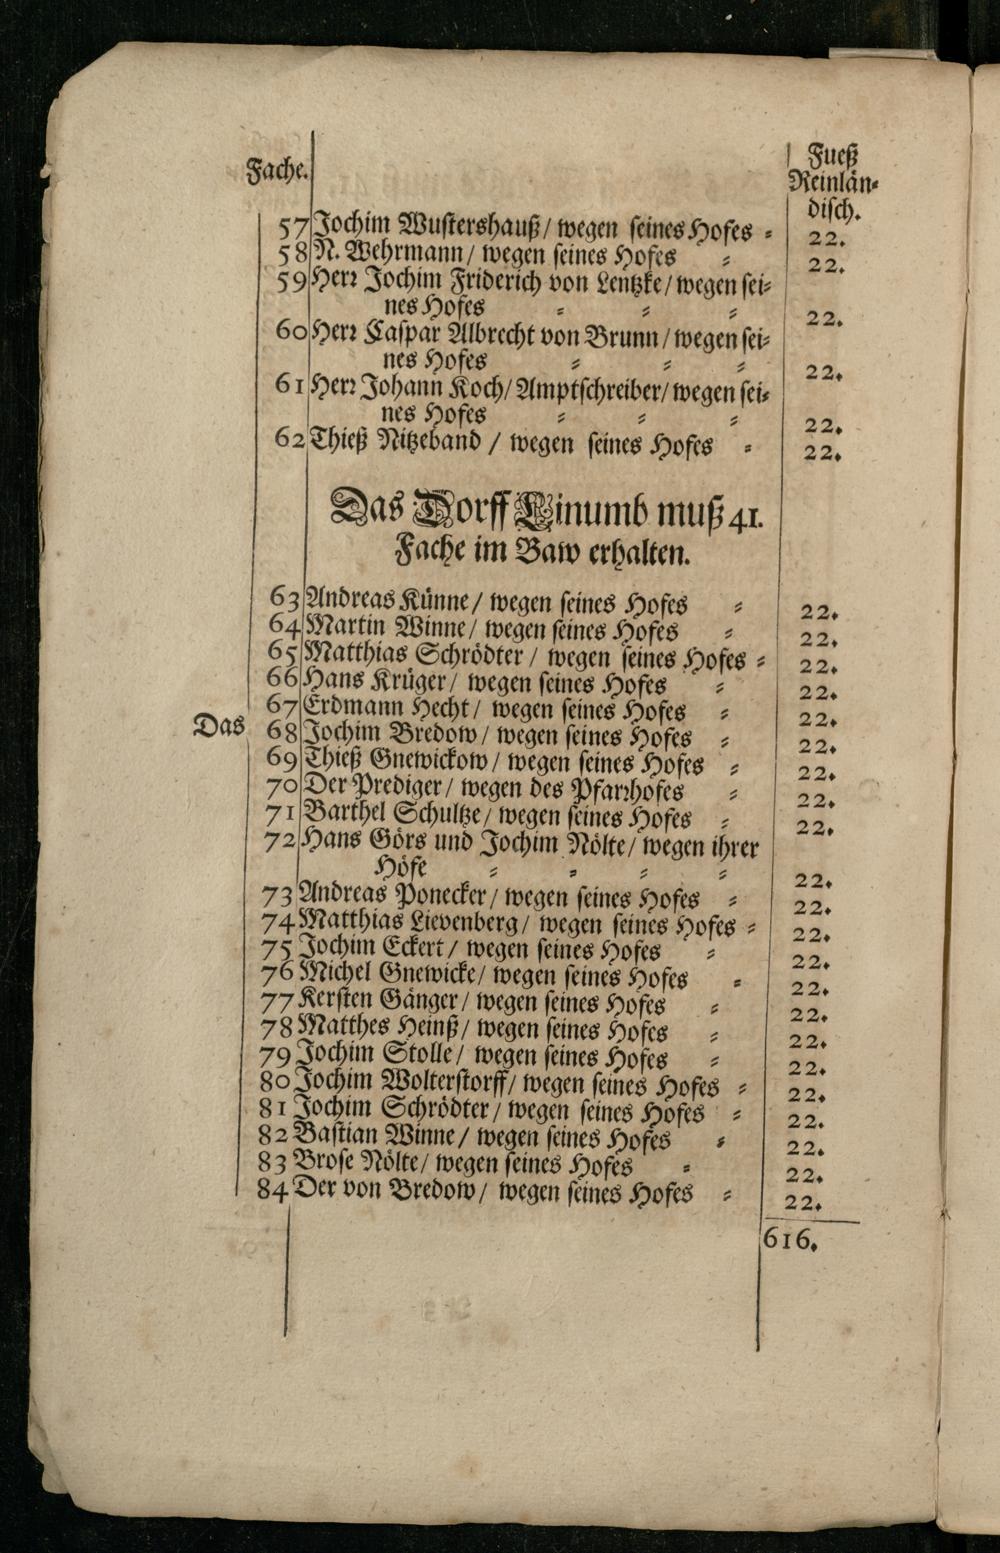 Fache.
Fueß
Reinlän⸗
disch.
57 Jochim Wustershauß/ wegen seines Hofes ⸗ 22.
58 N. Wehrmann/ wegen seines Hofes ⸗ 22.
59 Herr Jochim Friderich von Lentzke/ wegen sei⸗
nes Hofes ⸗ ⸗ ⸗ 22.
60 Herr Caspar Albrecht von Brunn/ wegen sei⸗
nes Hofes ⸗ ⸗ ⸗ 22.
61 Herr Johann Koch/ Amptschreiber/ wegen sei⸗
nes Hofes ⸗ ⸗ ⸗ 22.
62 Thieß Nitzeband / wegen seines Hofes ⸗ 22.
Das Dorff Linumb muß 41.
Fache im Baw erhalten.
63 Andreas Künne/ wegen seines Hofes ⸗ 22.
64 Martin Winne/ wegen seines Hofes ⸗ 22.
65 Matthias Schrödter / wegen seines Hofes ⸗ 22.
66 Hans Krüger/ wegen seines Hofes ⸗ 22.
67 Erdmann Hecht/ wegen seines Hofes ⸗ 22.
Das 68 Jochim Bredow/ wegen seines Hofes ⸗ 22.
69 Thieß Gnewickow/ wegen seines Hofes ⸗ 22.
70 Der Prediger/ wegen des Pfarrhofes ⸗ 22.
71 Barthel Schultze/ wegen seines Hofes ⸗ 22.
72 Hans Görs und Jochim Nölte/ wegen ihrer
Höfe ⸗ ⸗ ⸗ ⸗ 22.
73 Andreas Ponecker/ wegen seines Hofes ⸗ 22.
74 Matthias Lievenberg/ wegen seines Hofes ⸗ 22.
75 Jochim Eckert/ wegen seines Hofes ⸗ 22.
76 Michel Gnewicke/ wegen seines Hofes ⸗ 22.
77 Kersten Gänger/ wegen seines Hofes ⸗ 22.
78 Matthes Heinß/ wegen seines Hofes ⸗ 22.
79 Jochim Stolle/ wegen seines Hofes ⸗ 22.
80 Jochim Wolterstorff/ wegen seines Hofes ⸗ 22.
81 Jochim Schrödter/ wegen seines Hofes ⸗ 22.
82 Bastian Winne/ wegen seines Hofes ⸗ 22.
83 Brose Nölte/ wegen seines Hofes ⸗ 22.
84 Der von Bredow/ wegen seines Hofes ⸗ 22.
616.